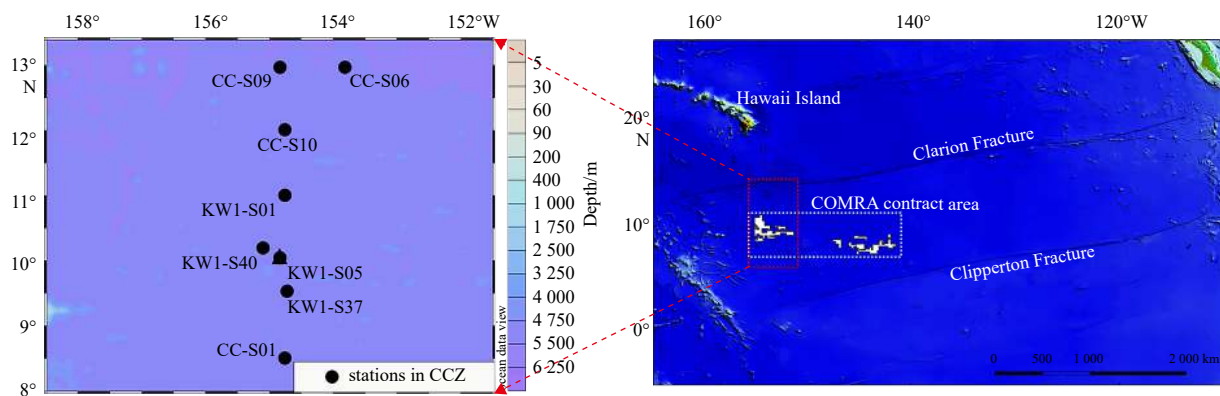 158° 156° 154° 152°W
13°
N
12°
11°
10°
9°
8°
CC-S09
CC-S06
CC-S10
KW1-S01
KW1-S40
KW1-S05
KW1-S37
CC-S01
stations in CCZ
5
30
60
90
200
400
1 000
1 750
2 500
3 250
4 000
4 750
5 500
6 250
Depth/m
ocean data view
160° 140° 120°W
20°
N
10°
0°
Hawaii Island
Clarion Fracture
COMRA contract area
Clipperton Fracture
0 500 1 000 2 000 km